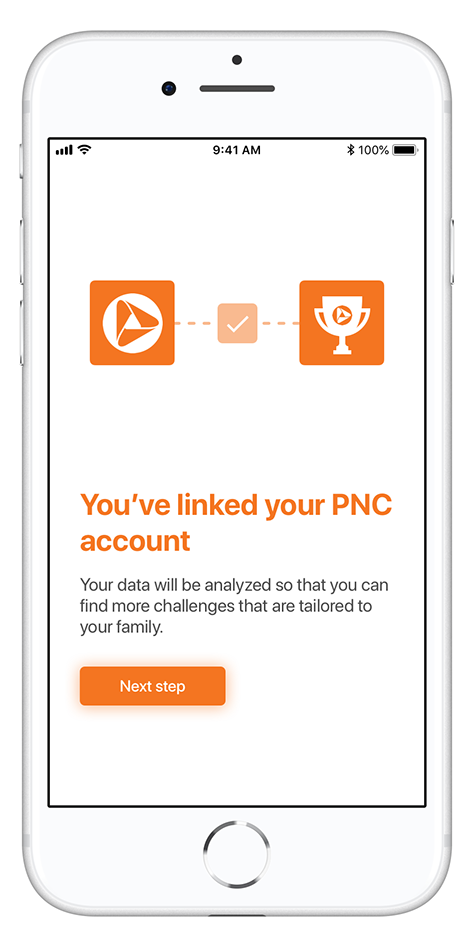 9:41 AM
100%
You’ve linked your PNC
account
Your data will be analyzed so that you can
find more challenges that are tailored to
your family.
Next step